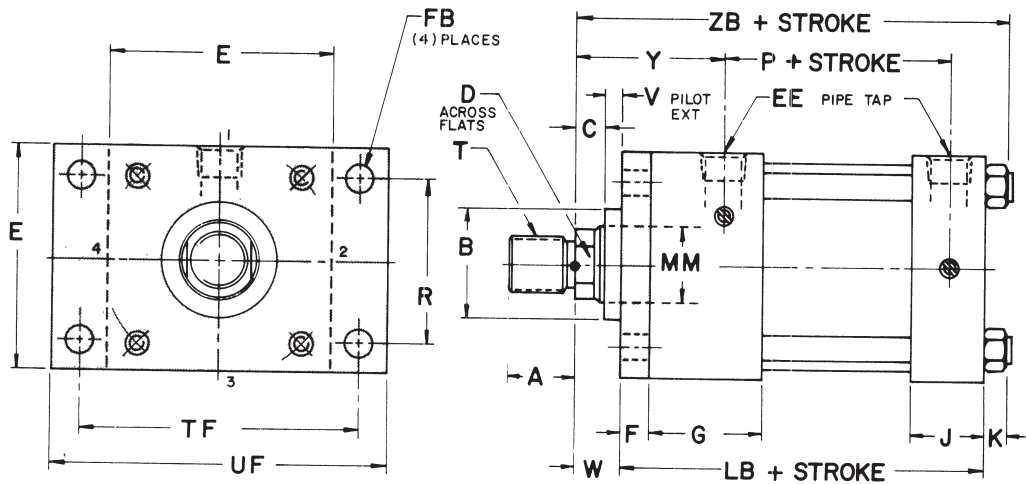 FB
(4) PLACES
E
ZB + STROKE
Y
P + STROKE
D
ACROSS
FLATS
V PILOT
EXT
EE PIPE TAP
C
T
E
4
2
B
MM
R
3
A
TF
F
G
J
K
UF
W
LB + STROKE